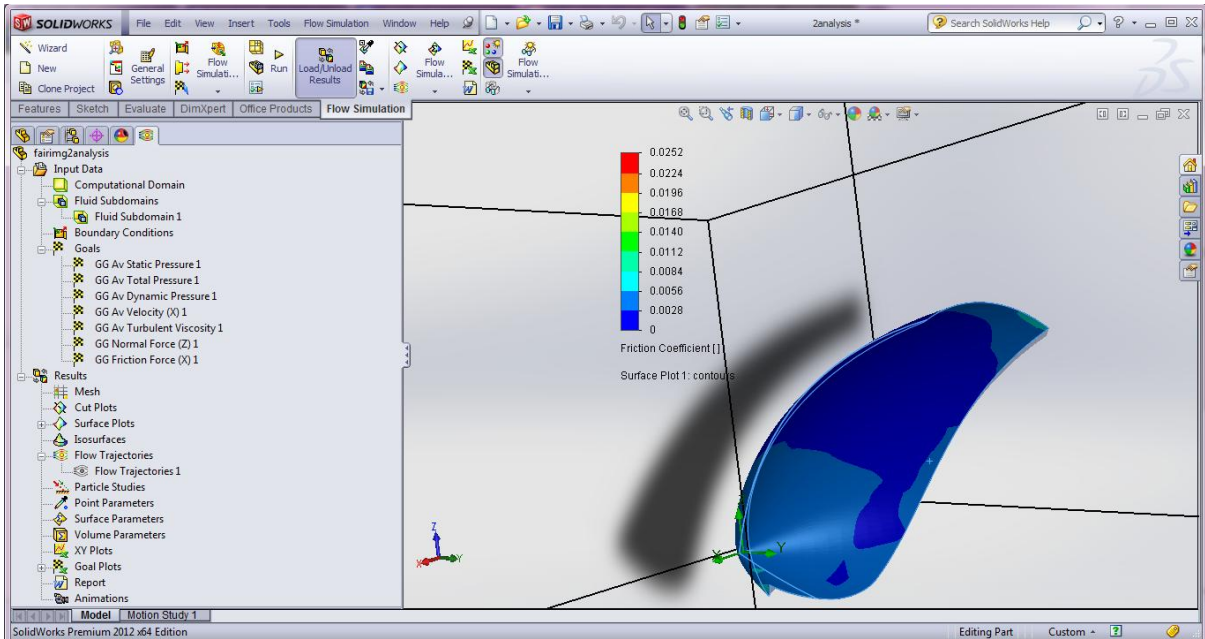 SOLIDWORKS File Edit View Insert Tools Flow Simulation Window Help 2analysis * Search SolidWorks Help
Wizard
New
Clone Project
General Settings
Flow Simulati...
Run
Load/Unload Results
Flow Simula...
Flow Simulati...
Features Sketch Evaluate DimXpert Office Products Flow Simulation
fairimg2analysis
Input Data
Computational Domain
Fluid Subdomains
Fluid Subdomain 1
Boundary Conditions
Goals
GG Av Static Pressure 1
GG Av Total Pressure 1
GG Av Dynamic Pressure 1
GG Av Velocity (X) 1
GG Av Turbulent Viscosity 1
GG Normal Force (Z) 1
GG Friction Force (X) 1
Results
Mesh
Cut Plots
Surface Plots
Isosurfaces
Flow Trajectories
Flow Trajectories 1
Particle Studies
Point Parameters
Surface Parameters
Volume Parameters
XY Plots
Goal Plots
Report
Animations
0.0252
0.0224
0.0196
0.0168
0.0140
0.0112
0.0084
0.0056
0.0028
0
Friction Coefficient [ ]
Surface Plot 1: contours
Z
X
Y
X
Y
Model Motion Study 1
SolidWorks Premium 2012 x64 Edition Editing Part Custom